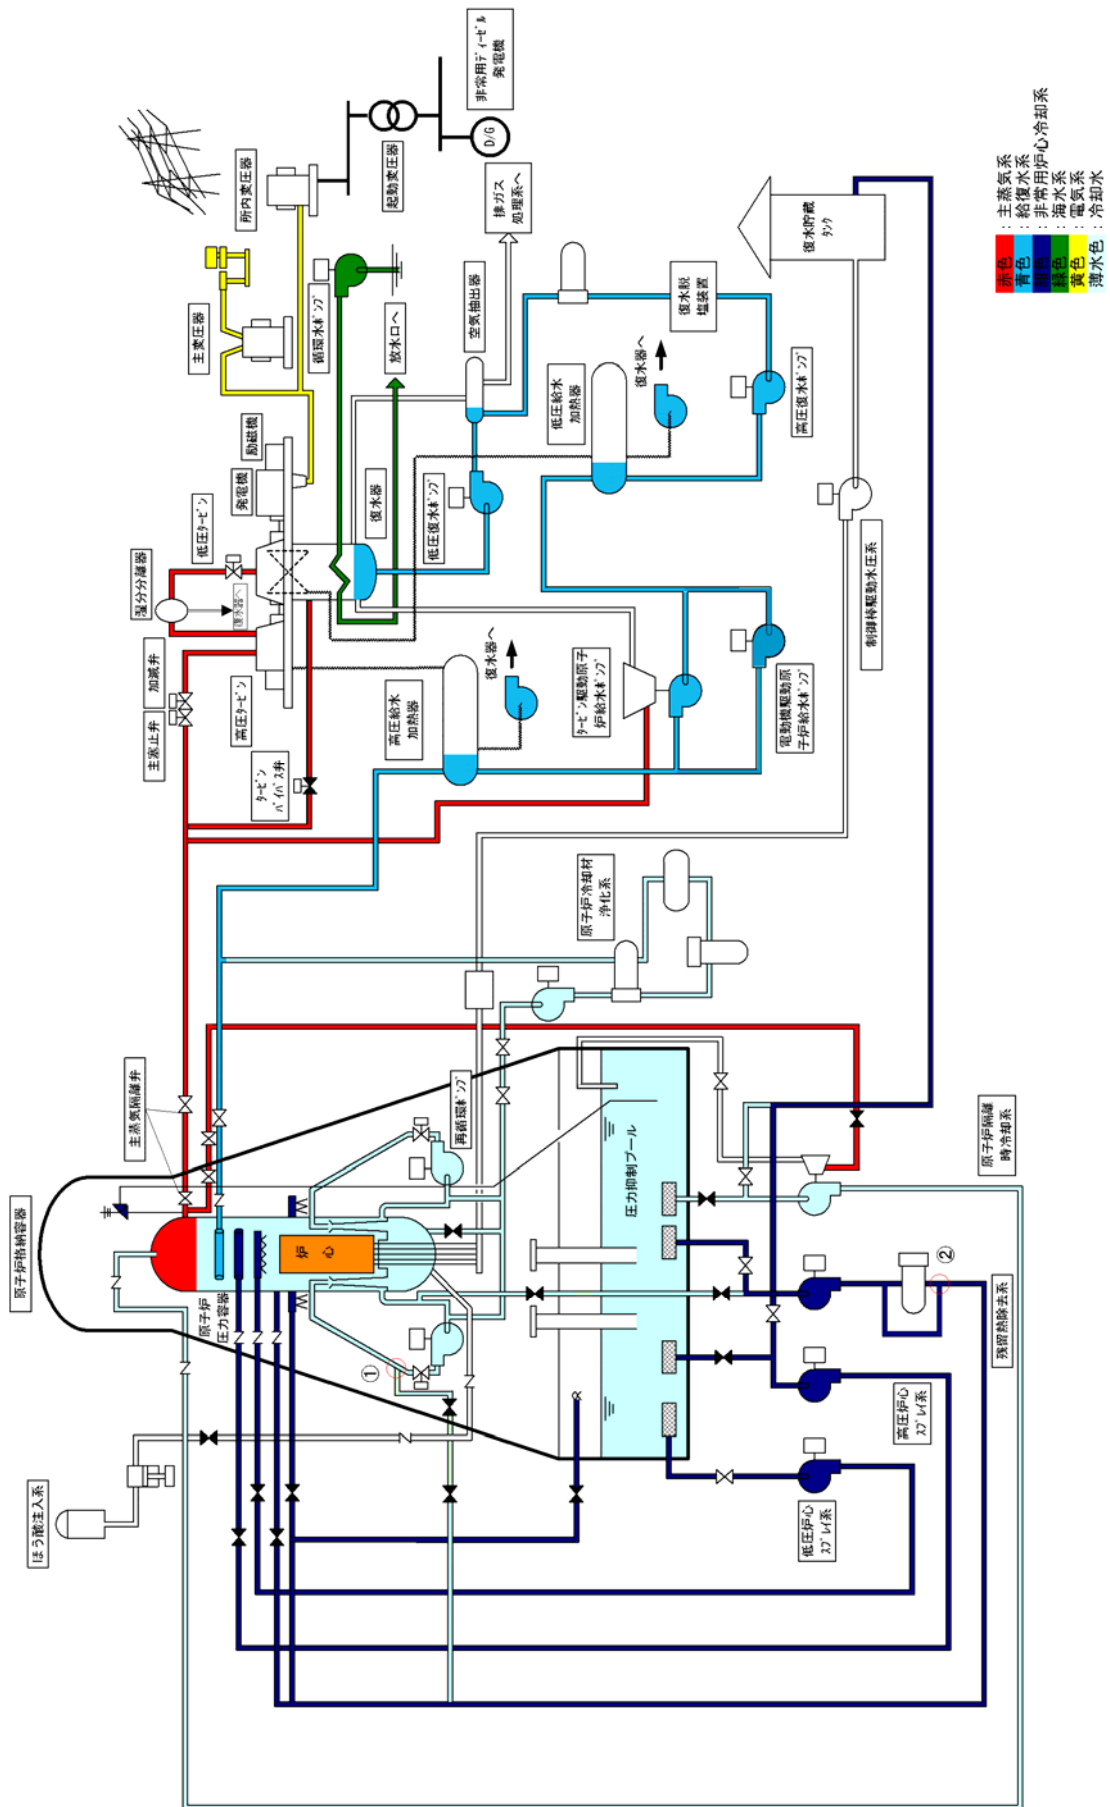 ほう酸注入系
原子炉格納容器
主蒸気隔離弁
原子炉
圧力容器
炉心
①
再循環ポンプ
圧力抑制プール
低圧炉心
スプレイ系
高圧炉心
スプレイ系
残留熱除去系
②
原子炉隔離
時冷却系
原子炉冷却材
浄化系
主塞止弁
加減弁
高圧タービン
タービン
バイパス弁
湿分分離器
復水器へ
低圧タービン
発電機
励磁機
復水器
主変圧器
所内変圧器
起動変圧器
D/G
非常用ディーゼル
発電機
循環水ポンプ
放水口へ
空気抽出器
排ガス
処理系へ
低圧復水ポンプ
高圧給水
加熱器
復水器へ
低圧給水
加熱器
復水器へ
復水脱
塩装置
高圧復水ポンプ
タービン駆動原子
炉給水ポンプ
電動機駆動原
子炉給水ポンプ
制御棒駆動水圧系
復水貯蔵
タンク
赤色：主蒸気系
青色：給復水系
紺色：非常用炉心冷却系
緑色：海水系
黄色：電気系
薄水色：冷却水